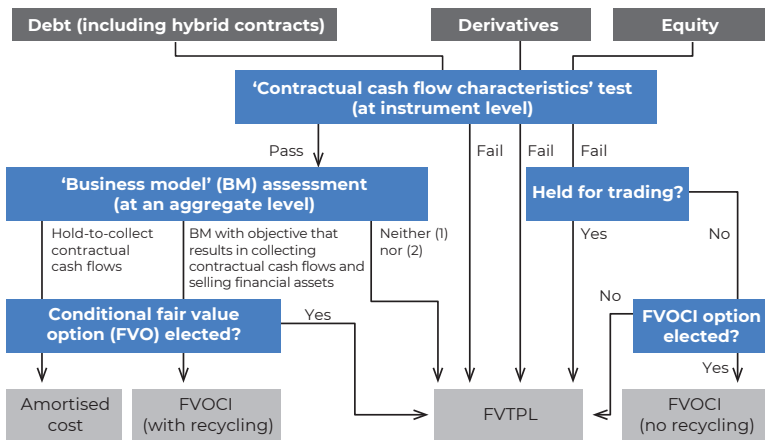 Debt (including hybrid contracts)
Derivatives
Equity
‘Contractual cash flow characteristics’ test
(at instrument level)
Pass
Fail
Fail
Fail
‘Business model’ (BM) assessment
(at an aggregate level)
Held for trading?
Hold-to-collect
contractual
cash flows
BM with objective that
results in collecting
contractual cash flows and
selling financial assets
Neither (1)
nor (2)
Yes
No
Conditional fair value
option (FVO) elected?
Yes
No
FVOCI option
elected?
Yes
Amortised
cost
FVOCI
(with recycling)
FVTPL
FVOCI
(no recycling)